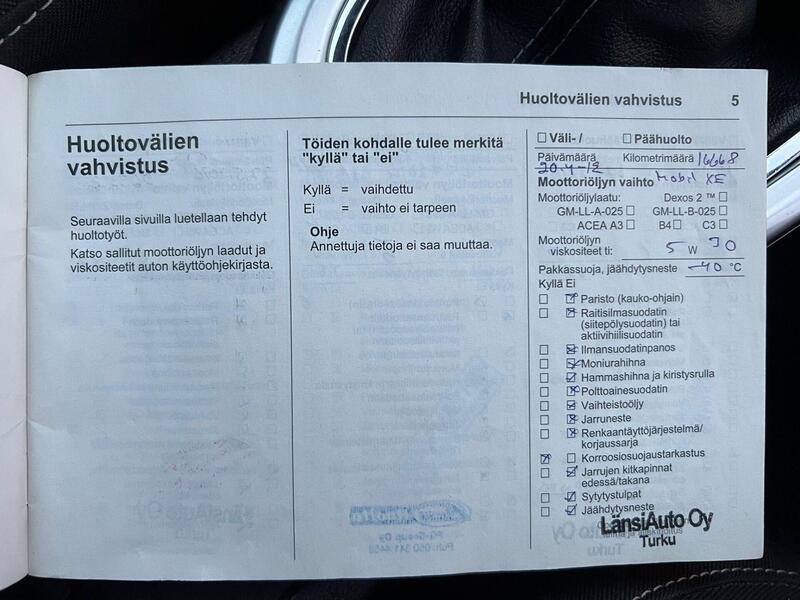 Huoltovälien vahvistus 5
Huoltovälien
vahvistus
Seuraavilla sivuilla luetellaan tehdyt
huoltotyöt.
Katso sallitut moottoriöljyn laadut ja
viskositeetit auton käyttöohjekirjasta.
Töiden kohdalle tulee merkitä
"kyllä" tai "ei"
Kyllä = vaihdettu
Ei = vaihto ei tarpeen
Ohje
Annettuja tietoja ei saa muuttaa.
Väli- / Päähuolto
Päivämäärä Kilometrimäärä 16668
20-4-12
Moottoriöljyn vaihto Mobil XE
Moottoriöljylaatu: Dexos 2 ™
GM-LL-A-025 GM-LL-B-025
ACEA A3 B4 C3
Moottoriöljyn
viskositeet ti: 5 W 30
Pakkassuoja, jäähdytysneste -40 °C
Kyllä Ei
Paristo (kauko-ohjain)
Raitisilmasuodatin
(siitepölysuodatin) tai
aktiivihiilisuodatin
Ilmansuodatinpanos
Moniurahihna
Hammashihna ja kiristysrulla
Polttoainesuodatin
Vaihteistoöljy
Jarruneste
Renkaantäyttöjärjestelmä/
korjaussarja
Korroosiosuojaustarkastus
Jarrujen kitkapinnat
edessä/takana
Sytytystulpat
Jäähdytysneste
LänsiAuto Oy
Turku